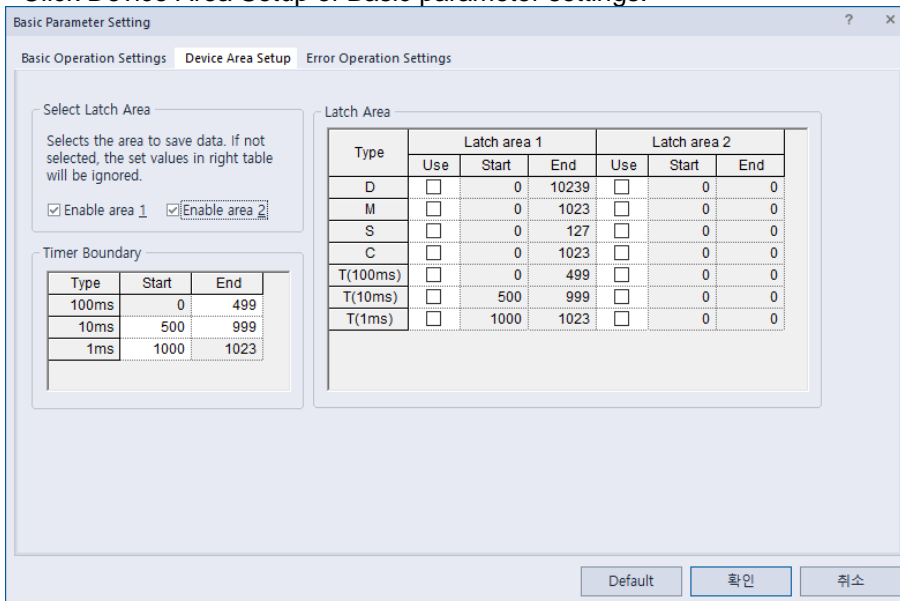 Click Device Area Setup of Basic parameter settings.
Basic Parameter Setting ? ×
Basic Operation Settings Device Area Setup Error Operation Settings
Select Latch Area
Selects the area to save data. If not
selected, the set values in right table
will be ignored.
Enable area 1 Enable area 2
Timer Boundary
Type Start End
100ms 0 499
10ms 500 999
1ms 1000 1023
Latch Area
Type Latch area 1 Latch area 2
Use Start End Use Start End
D 0 10239 0 0
M 0 1023 0 0
S 0 127 0 0
C 0 1023 0 0
T(100ms) 0 499 0 0
T(10ms) 500 999 0 0
T(1ms) 1000 1023 0 0
Default 확인 취소